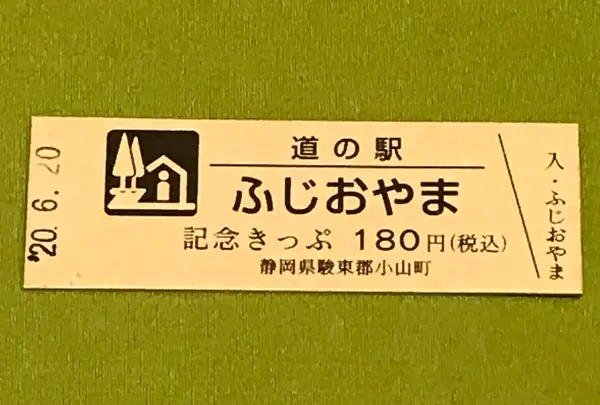 '20. 6. 20
道の駅
ふじおやま
記念きっぷ 180円(税込)
静岡県駿東郡小山町
入・ふじおやま